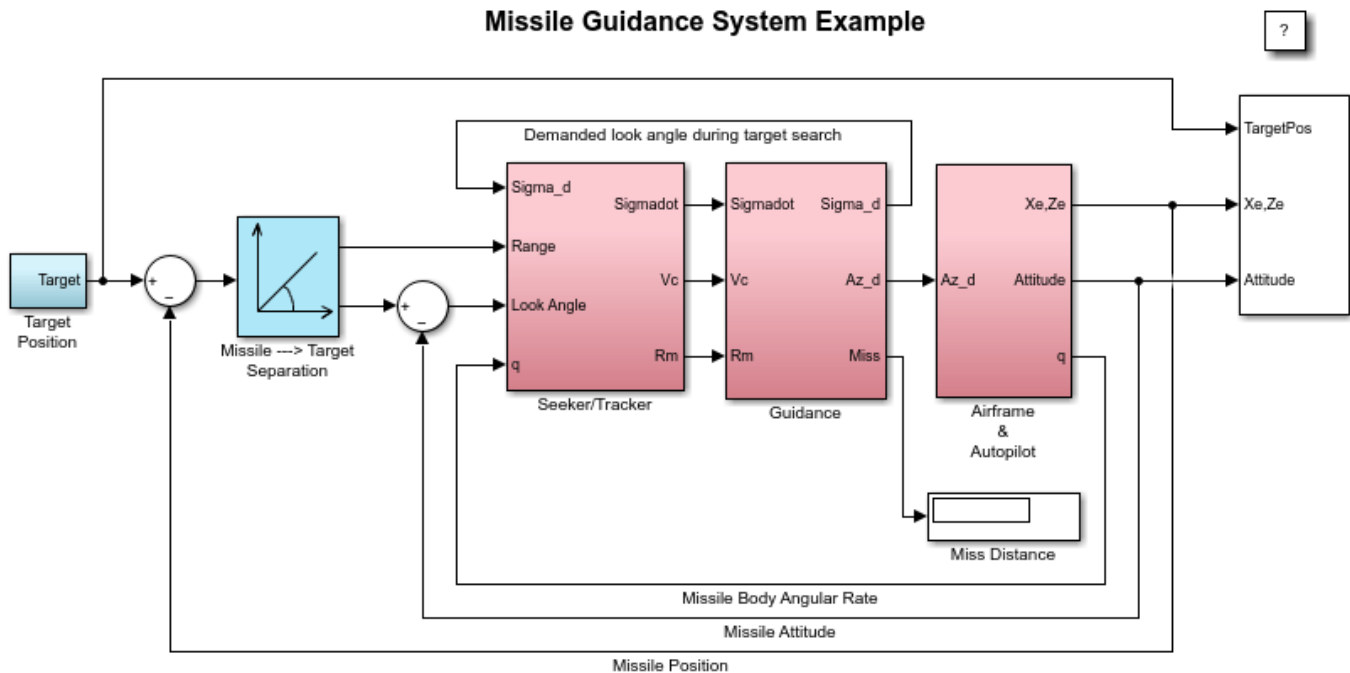 Missile Guidance System Example
?
Demanded look angle during target search
TargetPos
Xe,Ze
Attitude
Target
Target
Position
+
−
Missile ---> Target
Separation
+
−
Sigma_d
Range
Look Angle
q
Sigmadot
Vc
Rm
Seeker/Tracker
Sigmadot
Vc
Rm
Sigma_d
Az_d
Miss
Guidance
Az_d
Xe,Ze
Attitude
q
Airframe
&
Autopilot
Miss Distance
Missile Body Angular Rate
Missile Attitude
Missile Position